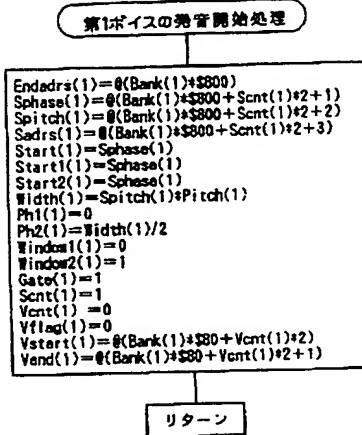 第1ボイスの発音開始処理
Endadrs(1)=@(Bank(1)*$800)
Sphase(1)=@(Bank(1)*$800+Scnt(1)*2+1)
Spitch(1)=@(Bank(1)*$800+Scnt(1)*2+2)
Sadrs(1)=@(Bank(1)*$800+Scnt(1)*2+3)
Start(1)=Sphase(1)
Start1(1)=Sphase(1)
Start2(1)=Sphase(1)
Width(1)=Spitch(1)*Pitch(1)
Ph1(1)=0
Ph2(1)=Width(1)/2
Window1(1)=0
Window2(1)=1
Gate(1)=1
Scnt(1)=1
Vcnt(1) =0
Vflag(1)=0
Vstart(1)=@(Bank(1)*$80+Vcnt(1)*2)
Vend(1)=@(Bank(1)*$80+Vcnt(1)*2+1)
リターン